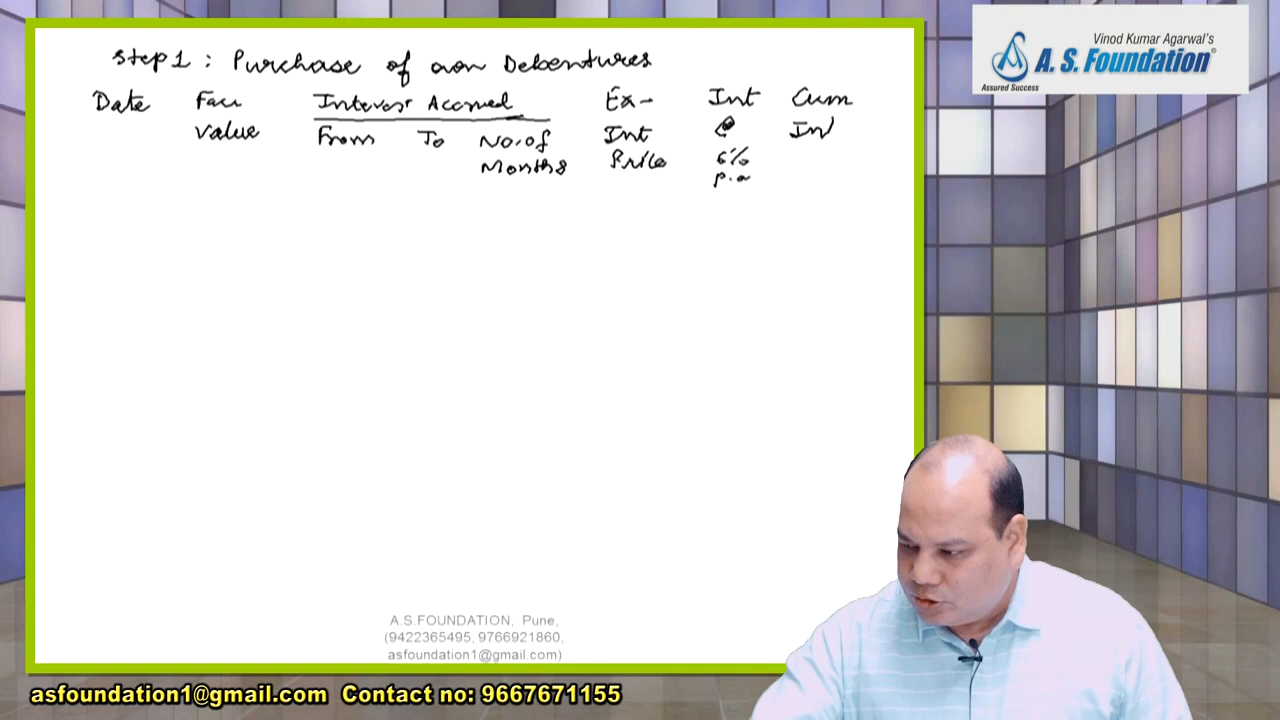 Step 1 : Purchase of own Debentures
Date Face Interest Accrued Ex- Int Cum
value From To No. of Int @ Int
Months Price 6%
p.a
Vinod Kumar Agarwal's
A. S. Foundation®
Assured Success
A.S.FOUNDATION, Pune,
(9422365495, 9766921860,
asfoundation1@gmail.com)
asfoundation1@gmail.com Contact no: 9667671155